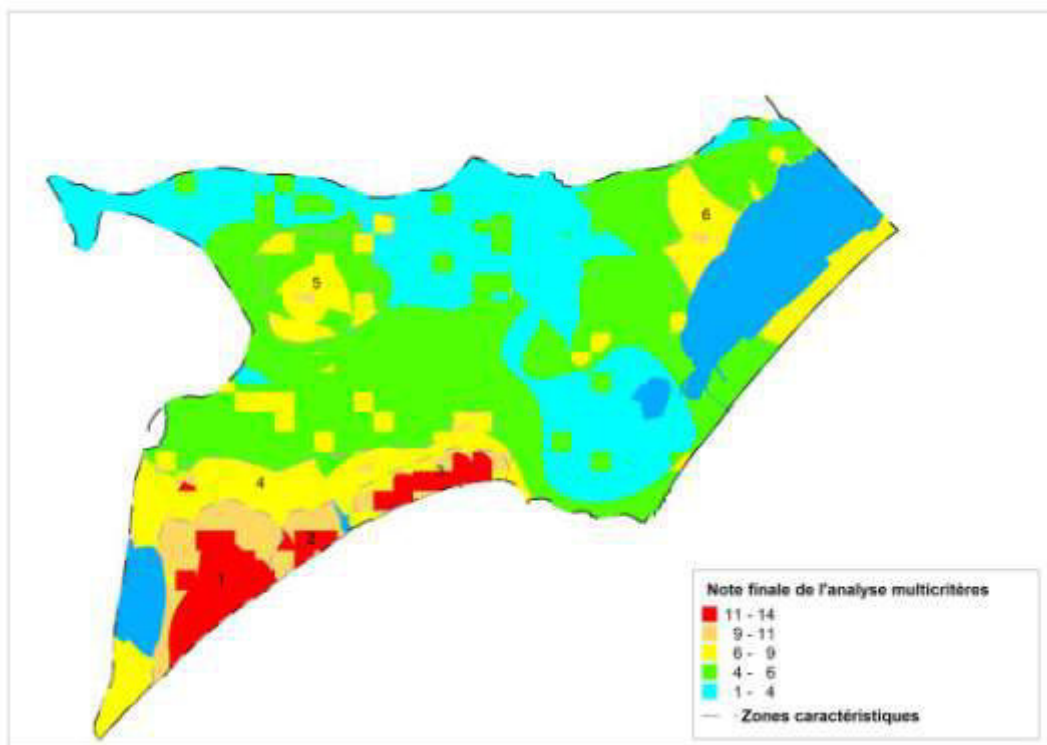 6
5
4
3
2
1
Note finale de l'analyse multicritères
11 - 14
9 - 11
6 - 9
4 - 6
1 - 4
Zones caractéristiques